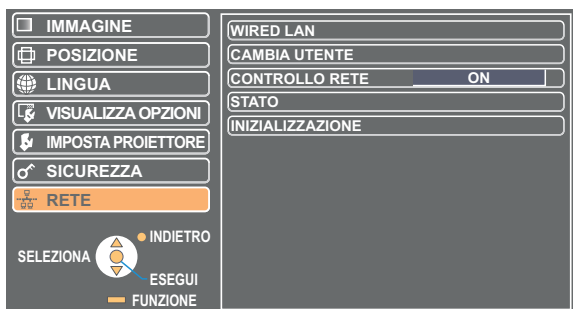 IMMAGINE
POSIZIONE
LINGUA
VISUALIZZA OPZIONI
IMPOSTA PROIETTORE
SICUREZZA
RETE
INDIETRO
SELEZIONA
ESEGUI
FUNZIONE
WIRED LAN
CAMBIA UTENTE
CONTROLLO RETE ON
STATO
INIZIALIZZAZIONE